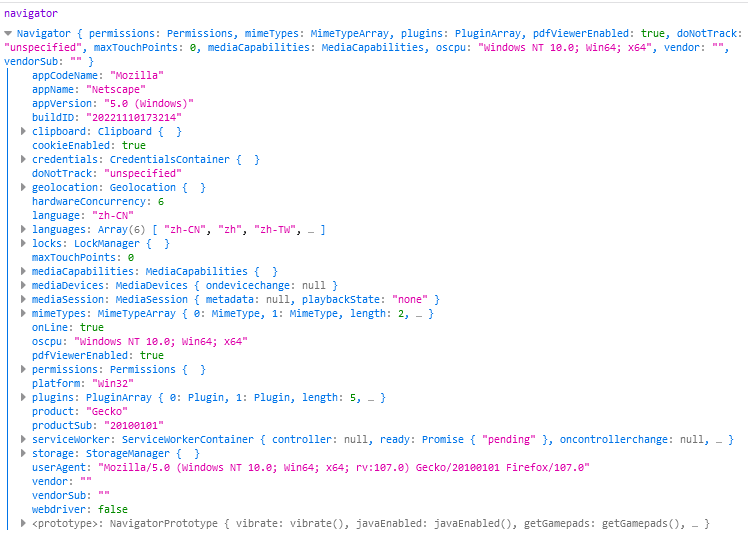 navigator
Navigator { permissions: Permissions, mimeTypes: MimeTypeArray, plugins: PluginArray, pdfViewerEnabled: true, doNotTrack:
"unspecified", maxTouchPoints: 0, mediaCapabilities: MediaCapabilities, oscpu: "Windows NT 10.0; Win64; x64", vendor: "",
vendorSub: "" }
appCodeName: "Mozilla"
appName: "Netscape"
appVersion: "5.0 (Windows)"
buildID: "20221110173214"
clipboard: Clipboard {  }
cookieEnabled: true
credentials: CredentialsContainer {  }
doNotTrack: "unspecified"
geolocation: Geolocation {  }
hardwareConcurrency: 6
language: "zh-CN"
languages: Array(6) [ "zh-CN", "zh", "zh-TW", … ]
locks: LockManager {  }
maxTouchPoints: 0
mediaCapabilities: MediaCapabilities {  }
mediaDevices: MediaDevices { ondevicechange: null }
mediaSession: MediaSession { metadata: null, playbackState: "none" }
mimeTypes: MimeTypeArray { 0: MimeType, 1: MimeType, length: 2, … }
onLine: true
oscpu: "Windows NT 10.0; Win64; x64"
pdfViewerEnabled: true
permissions: Permissions {  }
platform: "Win32"
plugins: PluginArray { 0: Plugin, 1: Plugin, length: 5, … }
product: "Gecko"
productSub: "20100101"
serviceWorker: ServiceWorkerContainer { controller: null, ready: Promise { "pending" }, oncontrollerchange: null, … }
storage: StorageManager {  }
userAgent: "Mozilla/5.0 (Windows NT 10.0; Win64; x64; rv:107.0) Gecko/20100101 Firefox/107.0"
vendor: ""
vendorSub: ""
webdriver: false
<prototype>: NavigatorPrototype { vibrate: vibrate(), javaEnabled: javaEnabled(), getGamepads: getGamepads(), … }